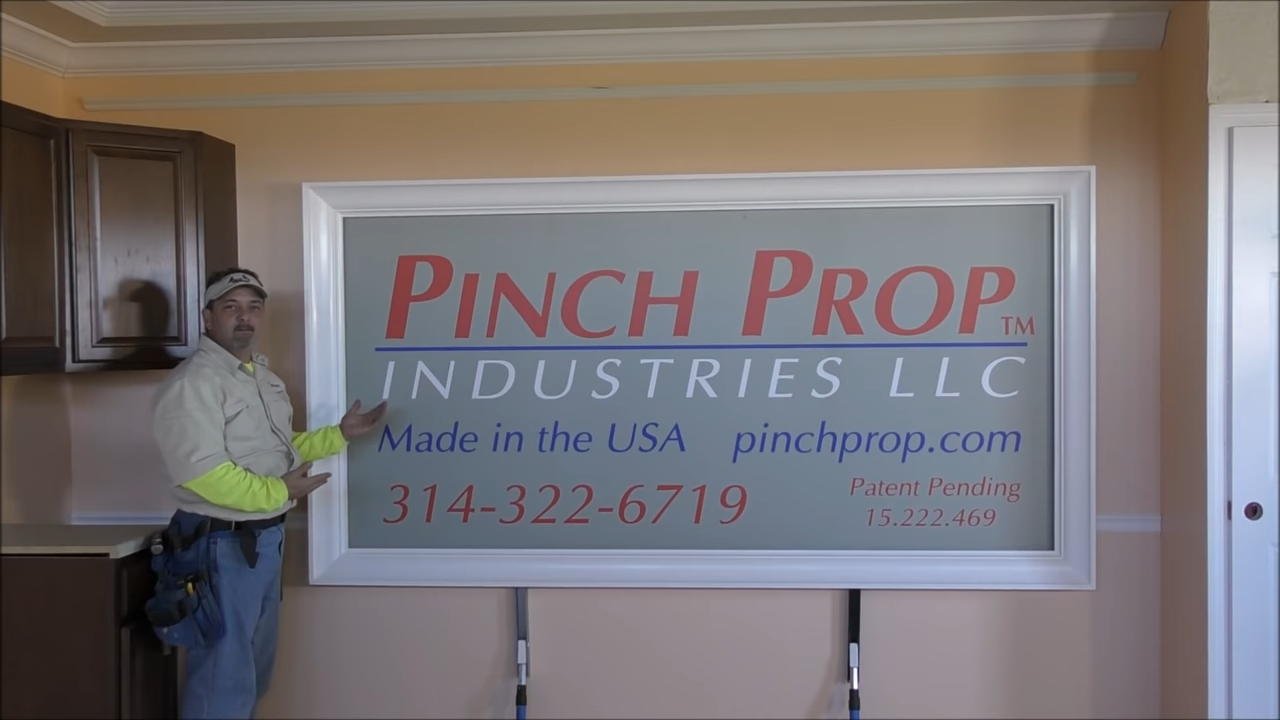 PINCH PROP TM
INDUSTRIES LLC
Made in the USA pinchprop.com
314-322-6719
Patent Pending
15.222.469